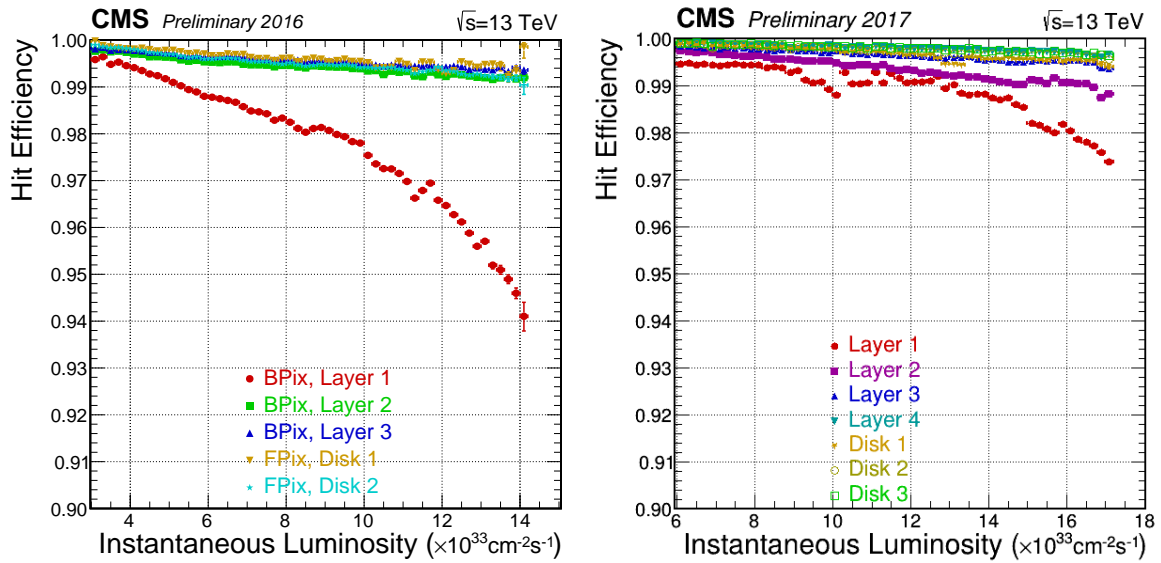 CMS Preliminary 2016 √s=13 TeV
Hit Efficiency
1.00
0.99
0.98
0.97
0.96
0.95
0.94
0.93
0.92
0.91
0.90
BPix, Layer 1
BPix, Layer 2
BPix, Layer 3
FPix, Disk 1
FPix, Disk 2
4 6 8 10 12 14
Instantaneous Luminosity (×10³³cm-²s-¹)
CMS Preliminary 2017 √s=13 TeV
Hit Efficiency
1.00
0.99
0.98
0.97
0.96
0.95
0.94
0.93
0.92
0.91
0.90
Layer 1
Layer 2
Layer 3
Layer 4
Disk 1
Disk 2
Disk 3
6 8 10 12 14 16 18
Instantaneous Luminosity (×10³³cm-²s-¹)